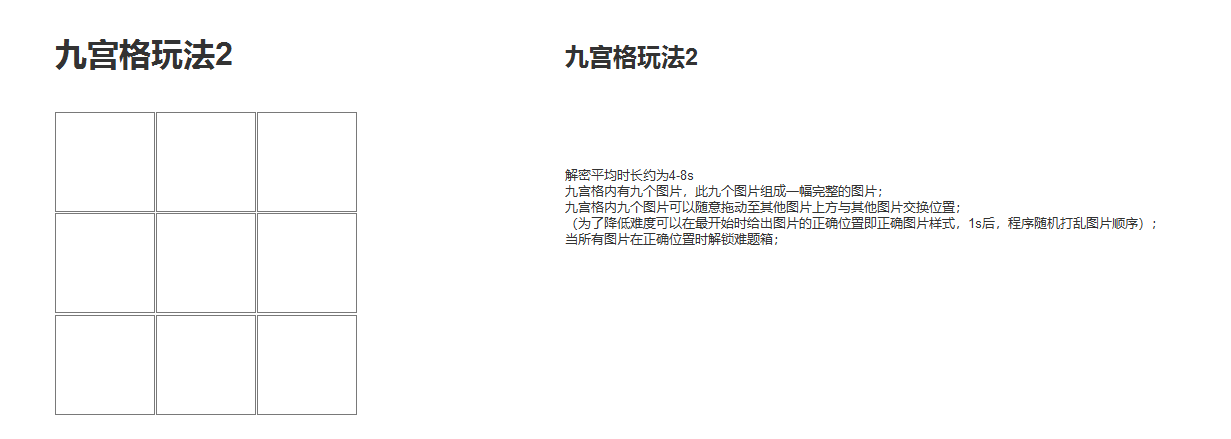 九宫格玩法2
九宫格玩法2
解密平均时长约为4-8s
九宫格内有九个图片，此九个图片组成一幅完整的图片；
九宫格内九个图片可以随意拖动至其他图片上方与其他图片交换位置；
（为了降低难度可以在最开始时给出图片的正确位置即正确图片样式，1s后，程序随机打乱图片顺序）；
当所有图片在正确位置时解锁难题箱；